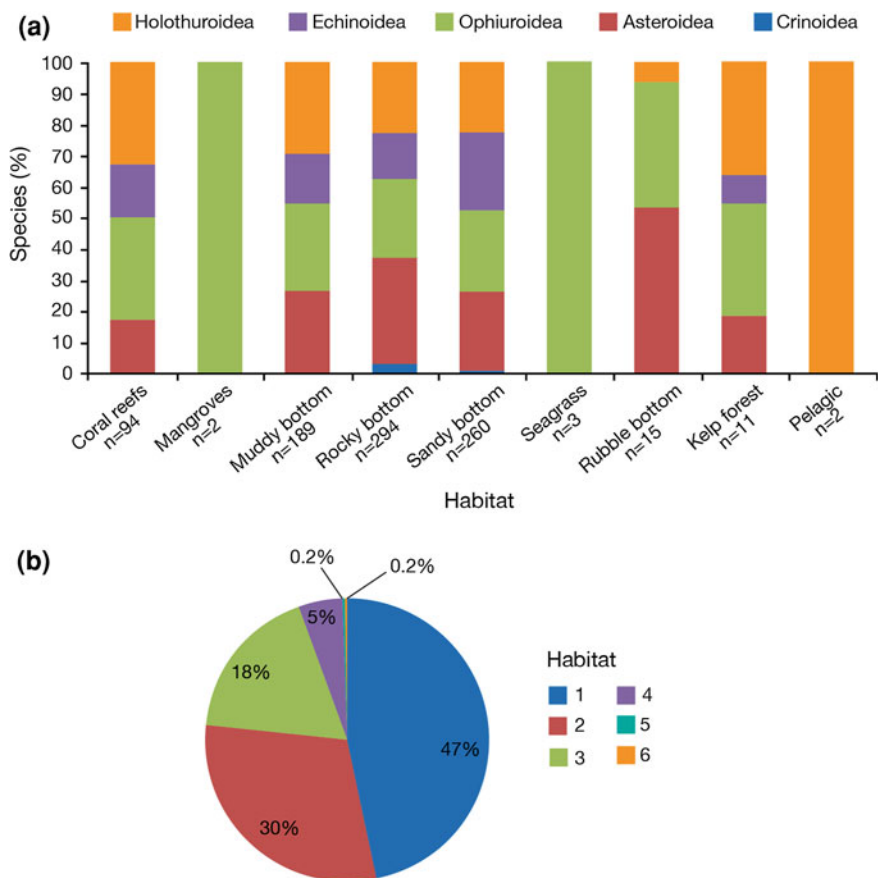 (a)
Holothuroidea Echinoidea Ophiuroidea Asteroidea Crinoidea
100
90
80
70
60
50
40
30
20
10
0
Species (%)
Coral reefs
n=94
Mangroves
n=2
Muddy bottom
n=189
Rocky bottom
n=294
Sandy bottom
n=260
Seagrass
n=3
Rubble bottom
n=15
Kelp forest
n=11
Pelagic
n=2
Habitat
(b)
0.2% 0.2%
5%
18%
47%
30%
Habitat
1 4
2 5
3 6